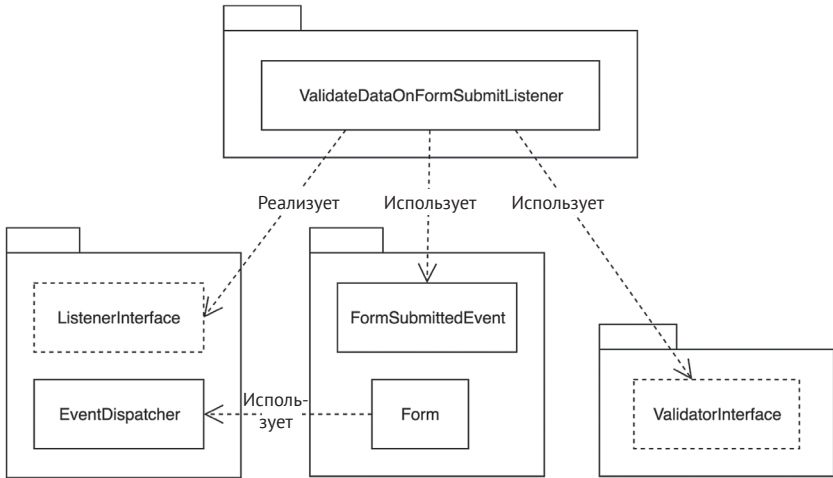 ValidateDataOnFormSubmitListener
Реализует
Использует
Использует
ListenerInterface
FormSubmittedEvent
EventDispatcher
Исполь-
зует
Form
ValidatorInterface